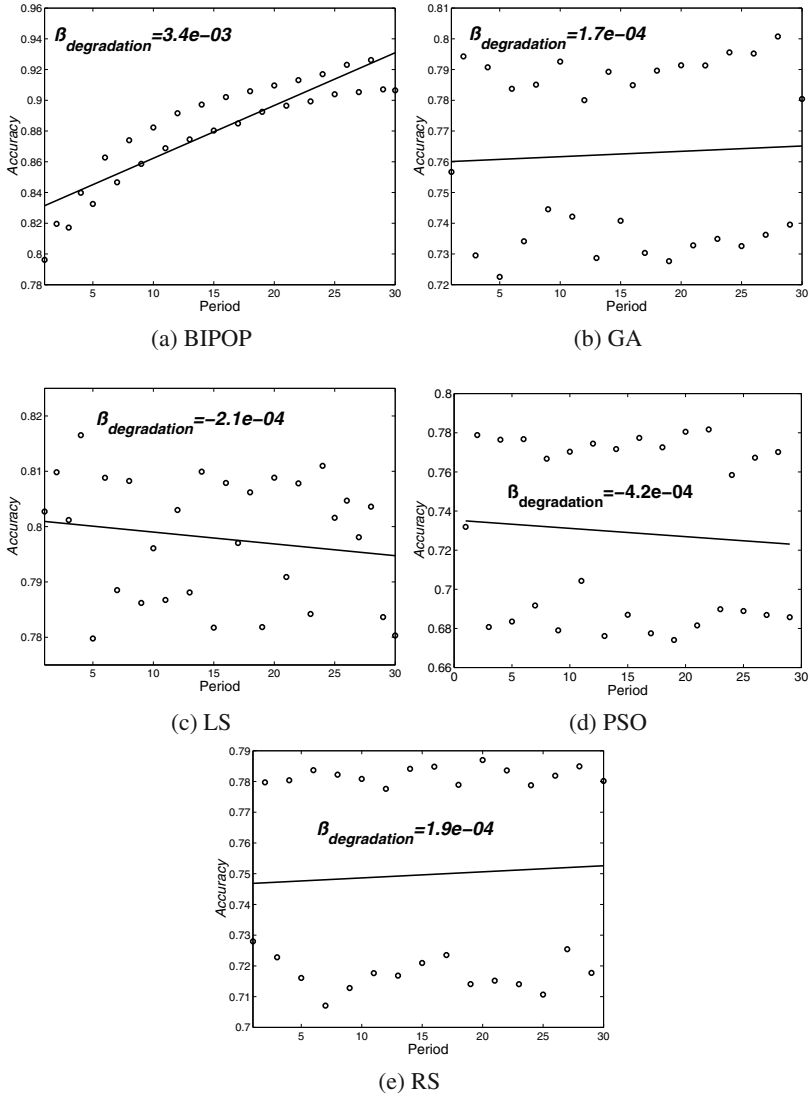 0.96
0.94
0.92
0.9
0.88
0.86
0.84
0.82
0.8
0.78
Accuracy
ß_degradation=3.4e−03
5 10 15 20 25 30
Period
(a) BIPOP
0.81
0.8
0.79
0.78
0.77
0.76
0.75
0.74
0.73
0.72
Accuracy
ß_degradation=1.7e−04
5 10 15 20 25 30
Period
(b) GA
0.82
0.81
0.8
0.79
0.78
Accuracy
ß_degradation=−2.1e−04
5 10 15 20 25 30
Period
(c) LS
0.8
0.78
0.76
0.74
0.72
0.7
0.68
0.66
Accuracy
ß_degradation=−4.2e−04
0 5 10 15 20 25 30
Period
(d) PSO
0.79
0.78
0.77
0.76
0.75
0.74
0.73
0.72
0.71
0.7
Accuracy
ß_degradation=1.9e−04
5 10 15 20 25 30
Period
(e) RS